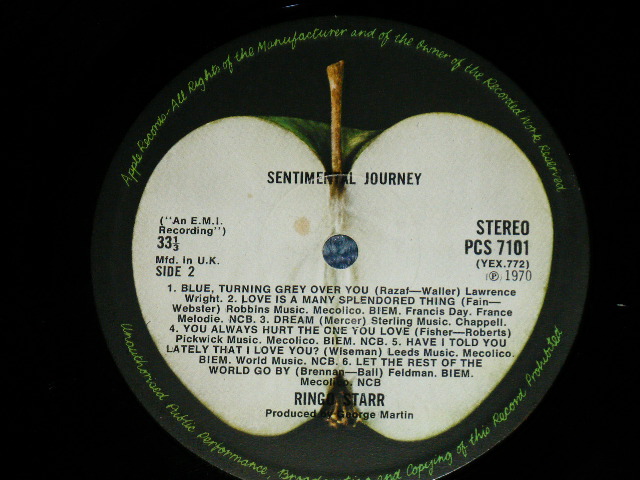 Apple Records—All Rights of the Manufacturer and of the Owner of the Recorded Work Reserved
SENTIMENTAL JOURNEY
("An E.M.I.
Recording")
33⅓
Mfd. in U.K.
SIDE 2
STEREO
PCS 7101
(YEX.772)
℗ 1970
1. BLUE, TURNING GREY OVER YOU (Razaf—Waller) Lawrence
Wright. 2. LOVE IS A MANY SPLENDORED THING (Fain—
Webster) Robbins Music. Mecolico. BIEM. Francis Day. France
Melodie. NCB. 3. DREAM (Mercer) Sterling Music. Chappell.
4. YOU ALWAYS HURT THE ONE YOU LOVE (Fisher—Roberts)
Pickwick Music. Mecolico. BIEM. NCB. 5. HAVE I TOLD YOU
LATELY THAT I LOVE YOU? (Wiseman) Leeds Music. Mecolico.
BIEM. World Music. NCB. 6. LET THE REST OF THE
WORLD GO BY (Brennan—Ball) Feldman. BIEM.
Mecolico. NCB
RINGO STARR
Produced by George Martin
Unauthorised Public Performance, Broadcasting and Copying of this Record Prohibited